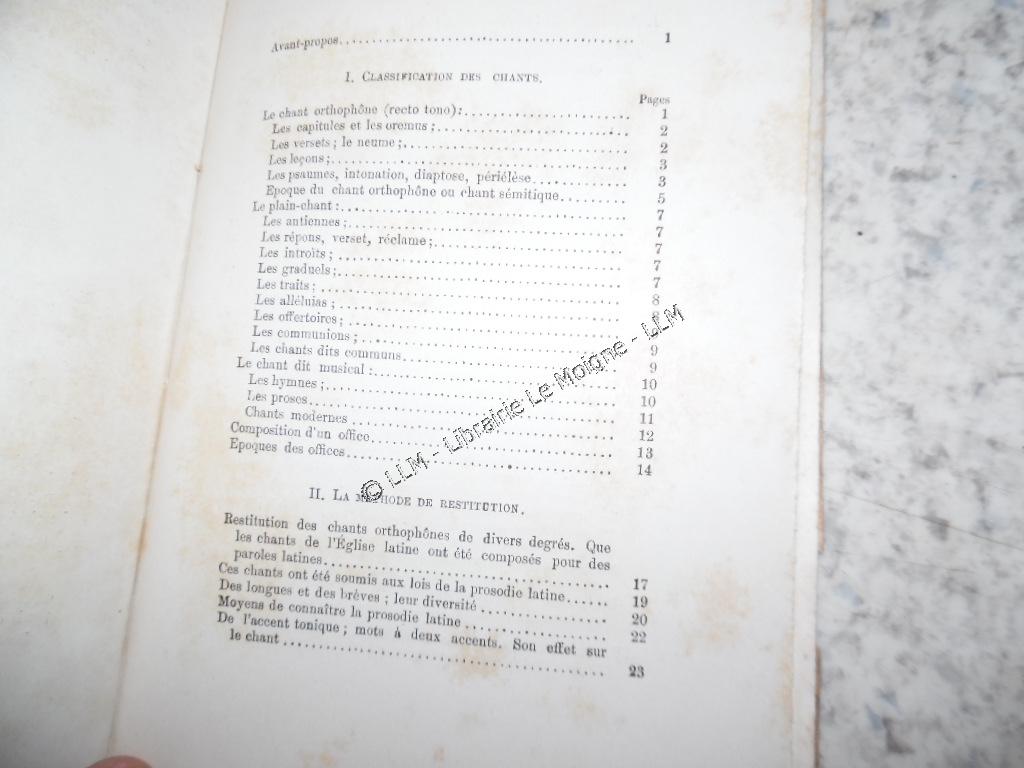 Avant-propos........................ 1
I. CLASSIFICATION DES CHANTS.
Pages
Le chant orthophône (recto tono):........................ 1
Les capitules et les oremus;........................ 2
Les versets; le neume;........................ 2
Les leçons;........................ 3
Les psaumes, intonation, diaptose, périélèse........................ 3
Epoque du chant orthophône ou chant sémitique........................ 5
Le plain-chant:........................ 7
Les antiennes;........................ 7
Les répons, verset, réclame;........................ 7
Les introïts;........................ 7
Les graduels;........................ 7
Les traits;........................ 8
Les alléluias;........................ 8
Les offertoires;........................
Les communions;........................ 9
Les chants dits communs........................ 9
Le chant dit musical:........................ 10
Les hymnes;........................ 10
Les proses........................ 11
Chants modernes........................ 12
Composition d'un office........................ 13
Epoques des offices........................ 14
II. LA MÉTHODE DE RESTITUTION.
Restitution des chants orthophônes de divers degrés. Que
les chants de l'Église latine ont été composés pour des
paroles latines........................ 17
Ces chants ont été soumis aux lois de la prosodie latine...... 19
Des longues et des brèves; leur diversité........................ 20
Moyens de connaître la prosodie latine........................ 22
De l'accent tonique; mots à deux accents. Son effet sur
le chant........................ 23
© LLM - Librairie Le Moigne - LLM